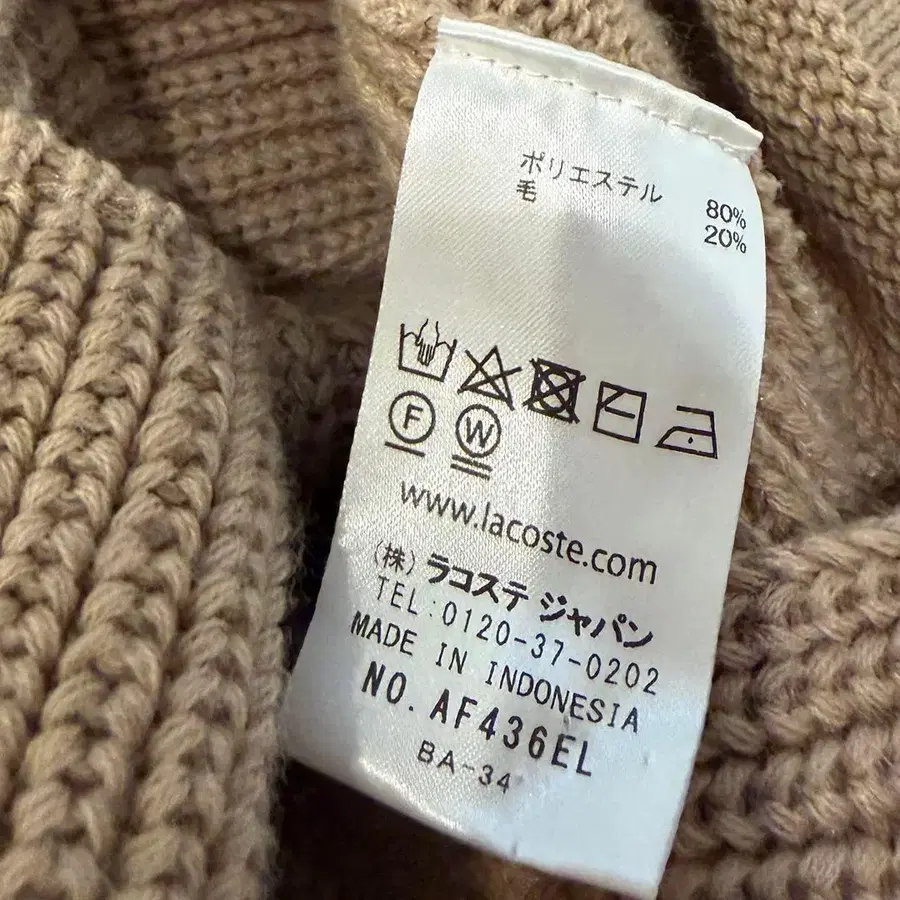 ポリエステル 80%
毛 20%
F W
www.lacoste.com
(株) ラコステ ジャパン
TEL:0120-37-0202
MADE IN INDONESIA
NO. AF436EL
BA-34